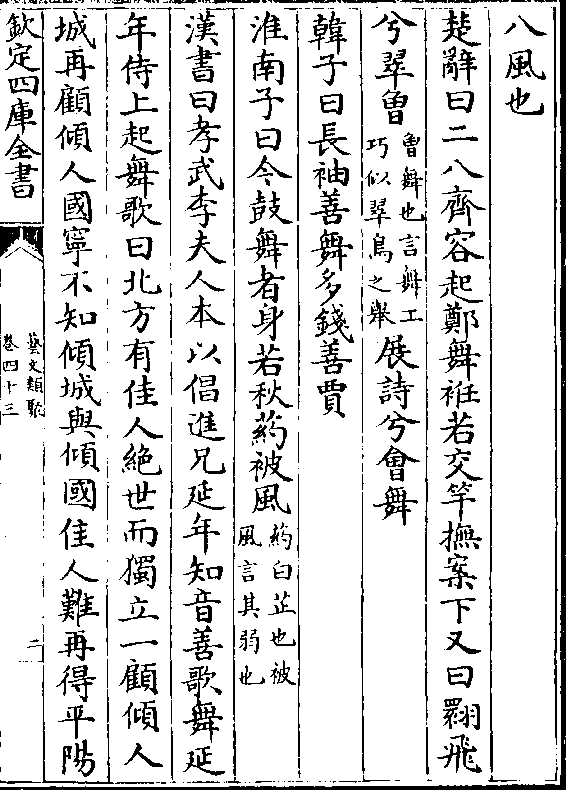 八風也
楚辭曰二八齊容起鄭舞袵若交竿撫案下又曰翾飛
兮翠曾曾舞也言舞工巧似翠鳥之舉展詩兮會舞
韓子曰長袖善舞多錢善賈
淮南子曰今鼓舞者身若秋葯被風葯白芷也被風言其弱也
漢書曰孝武李夫人本以倡進兄延年知音善歌舞延
年侍上起舞歌曰北方有佳人絶世而獨立一顧傾人
城再顧傾人國寧不知傾城與傾國佳人難再得平陽
欽定四庫全書
藝文類聚
卷四十三
二